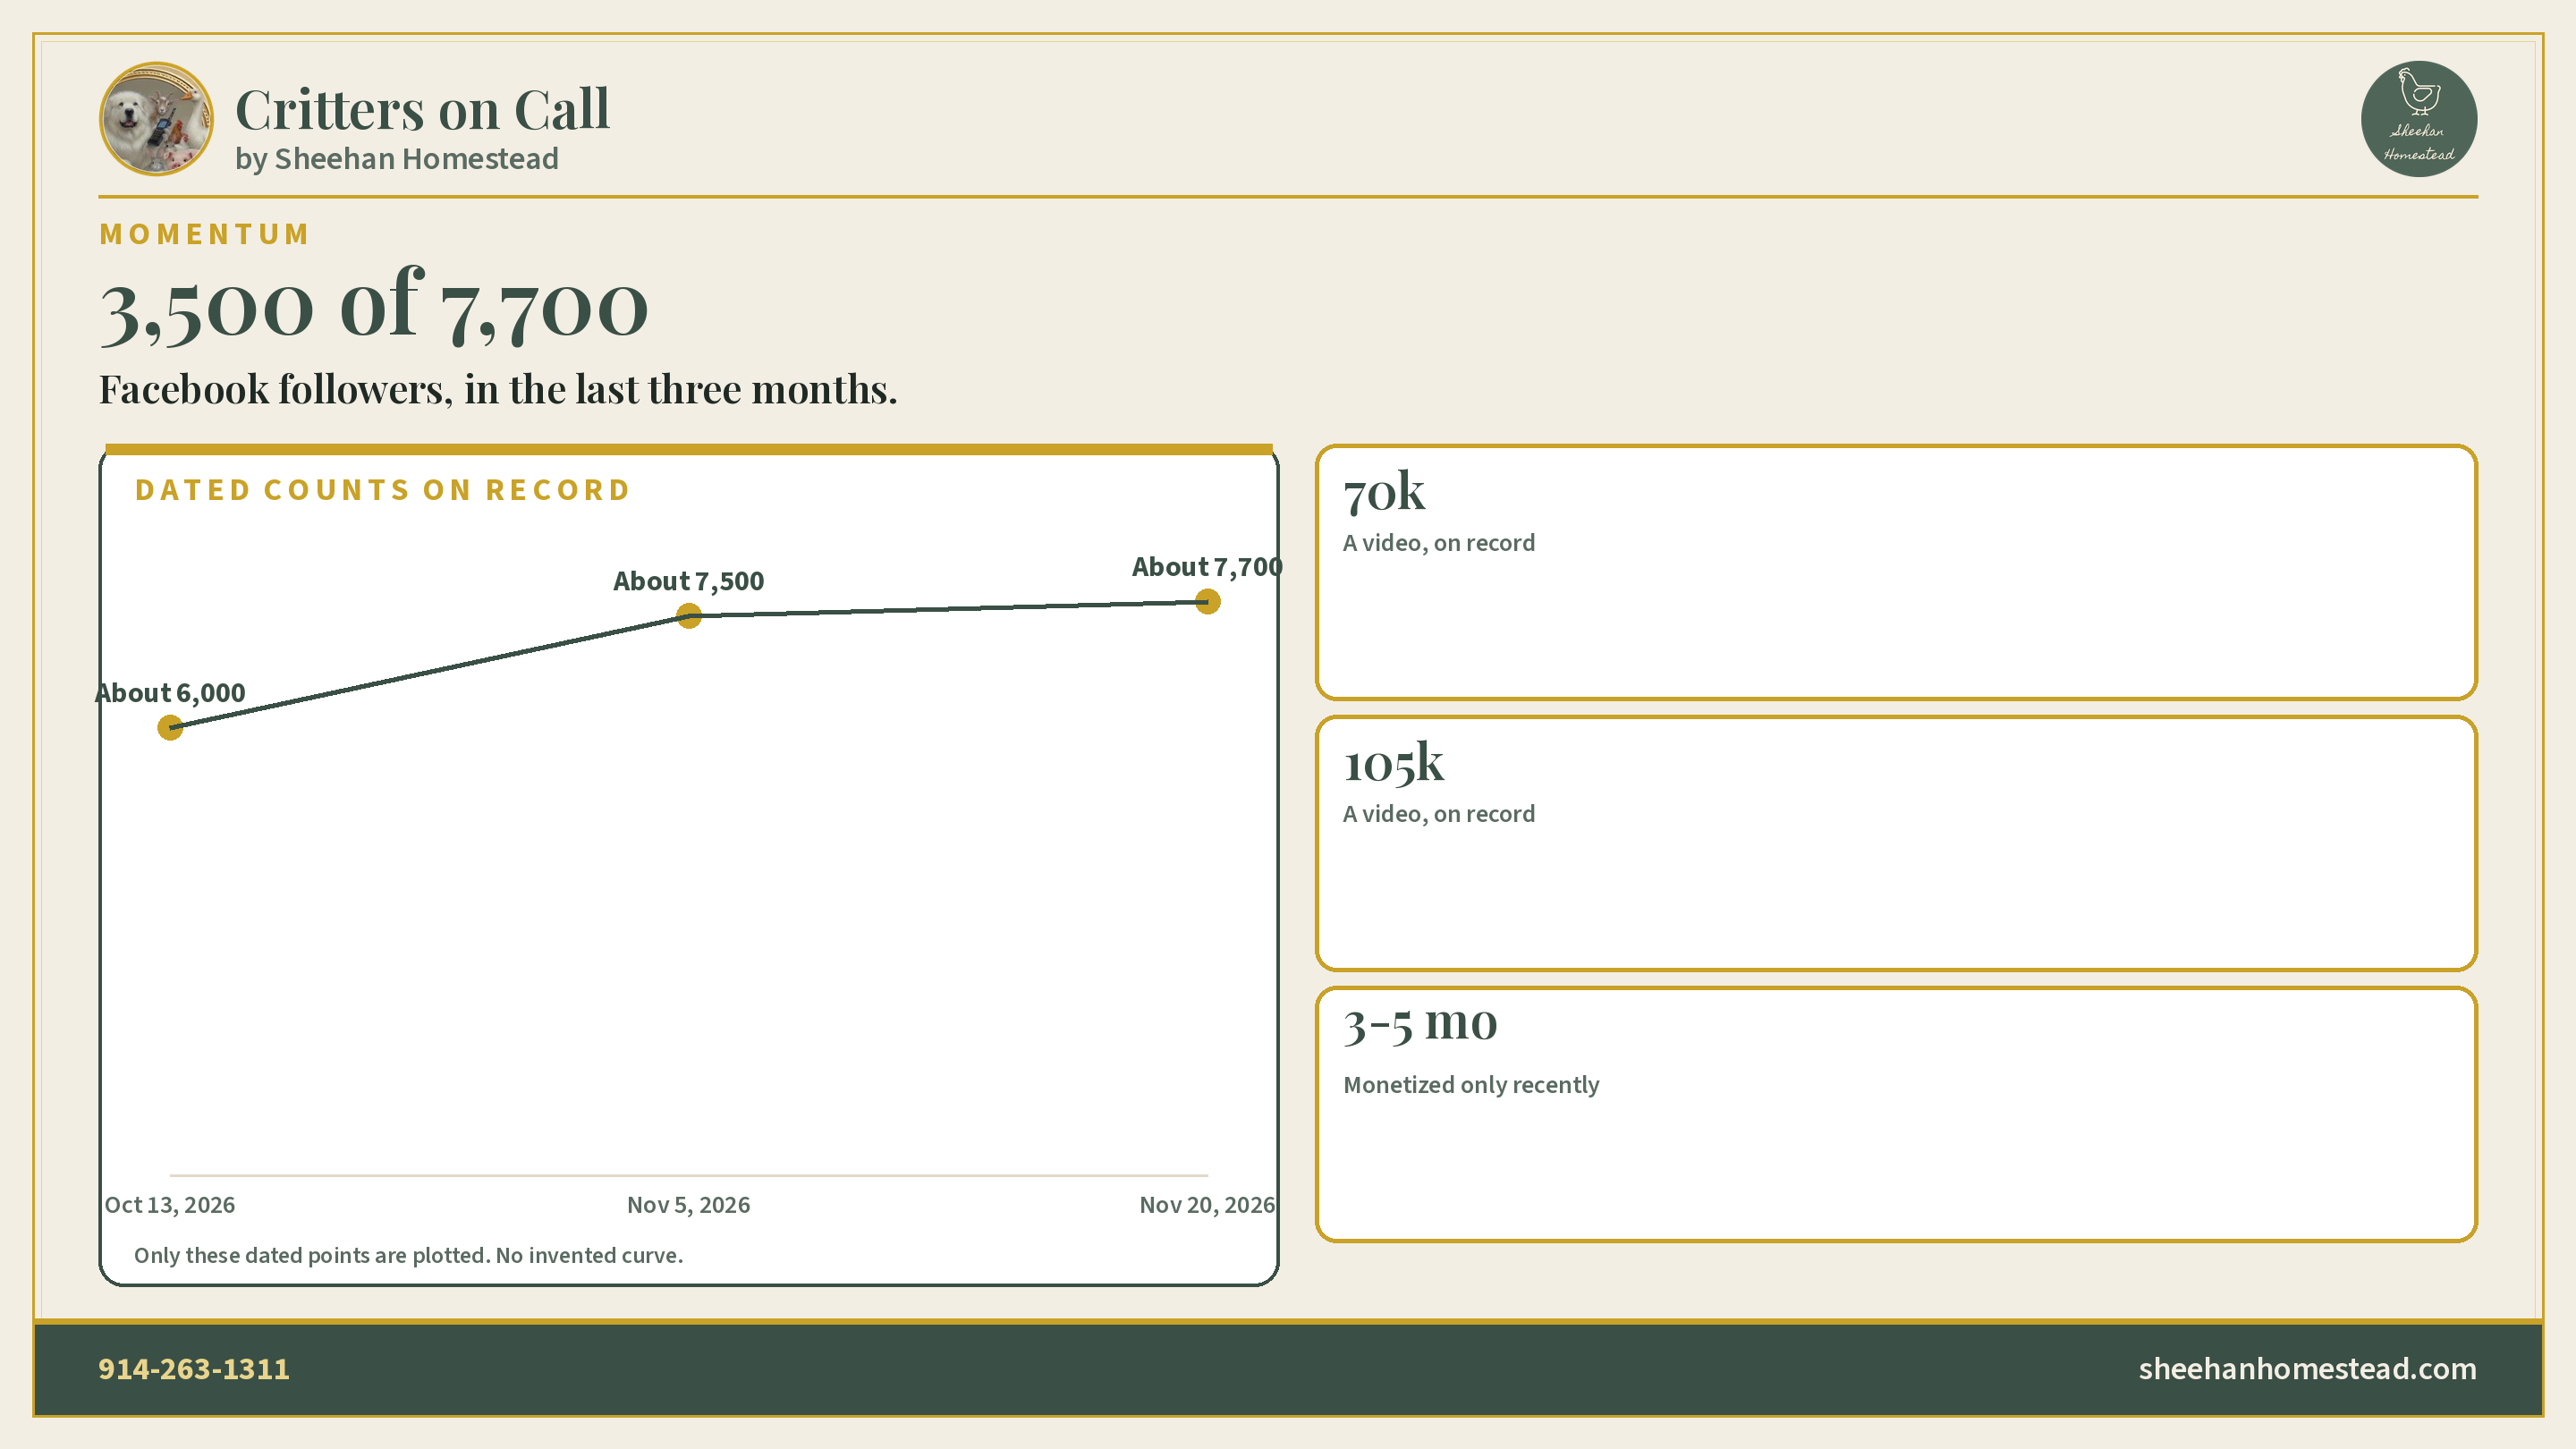 Critters on Call
by Sheehan Homestead
Sheehan
Homestead
MOMENTUM
3,500 of 7,700
Facebook followers, in the last three months.
DATED COUNTS ON RECORD
About 6,000
About 7,500
About 7,700
Oct 13, 2026
Nov 5, 2026
Nov 20, 2026
Only these dated points are plotted. No invented curve.
70k
A video, on record
105k
A video, on record
3–5 mo
Monetized only recently
914-263-1311
sheehanhomestead.com